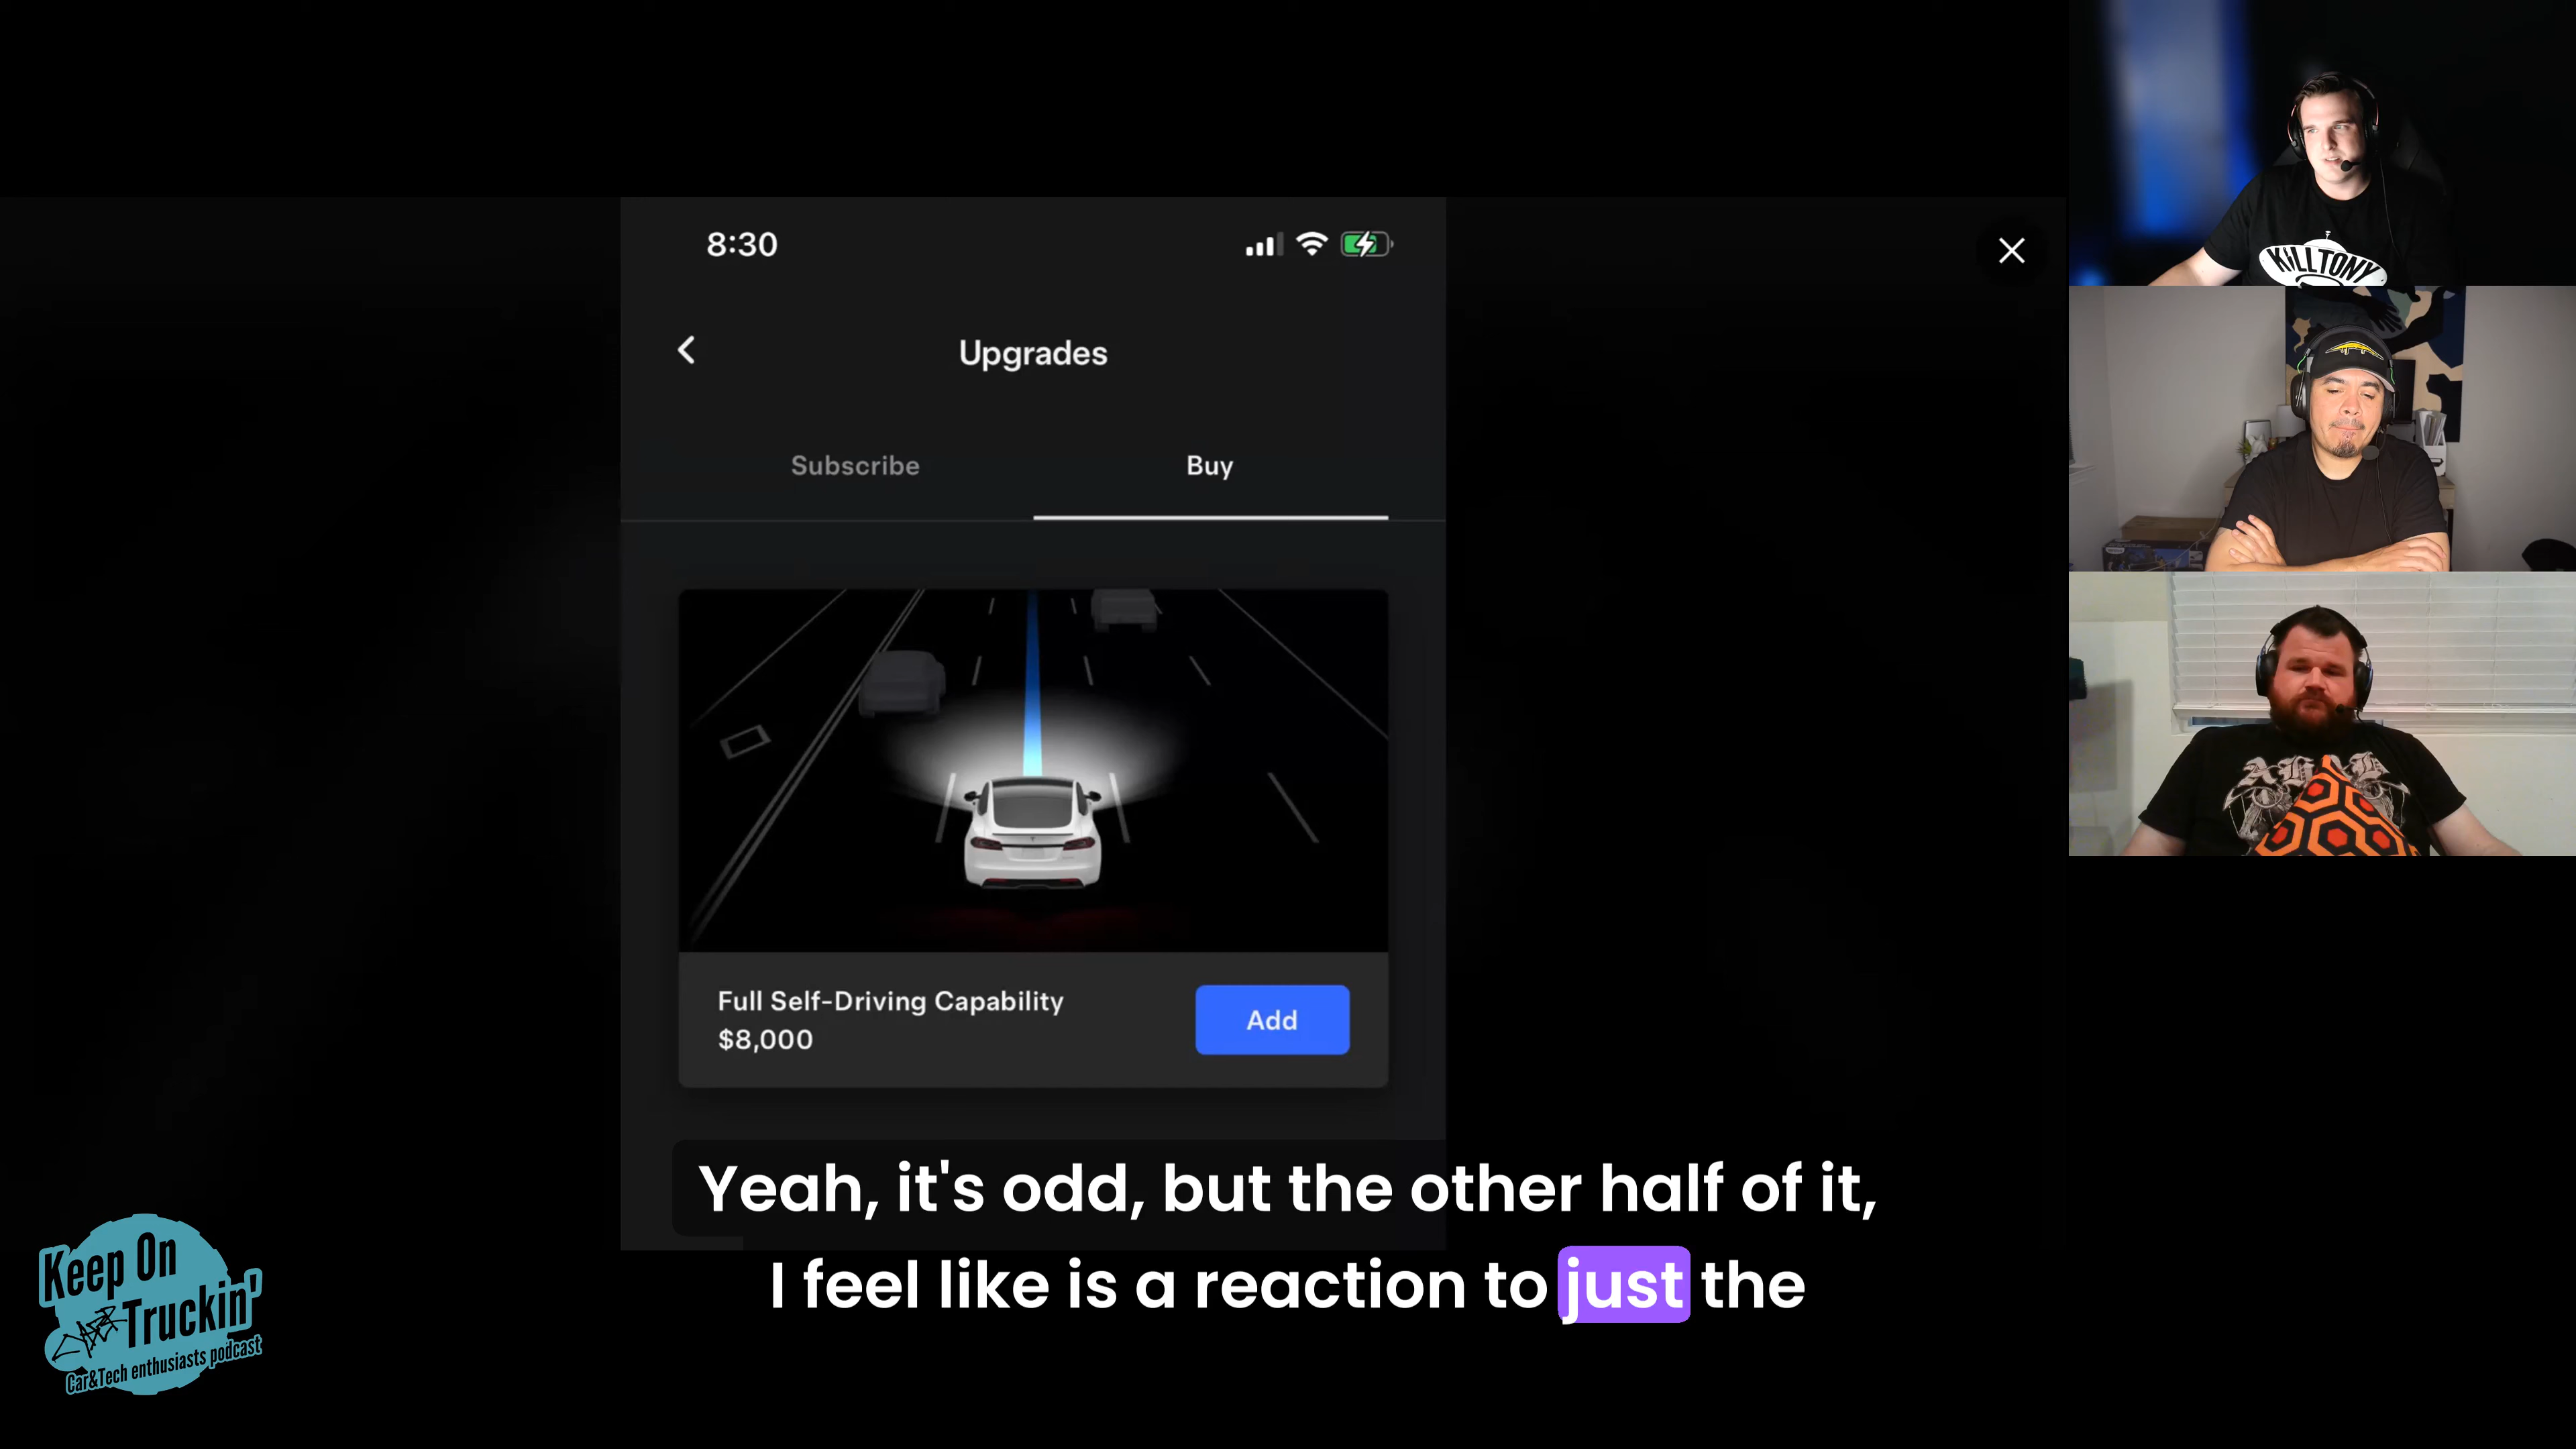 8:30
Upgrades
Subscribe
Buy
Full Self-Driving Capability
$8,000
Add
Yeah, it's odd, but the other half of it,
I feel like is a reaction to just the
KILLTONY
Keep On
Truckin'
Car&Tech enthusiasts podcast